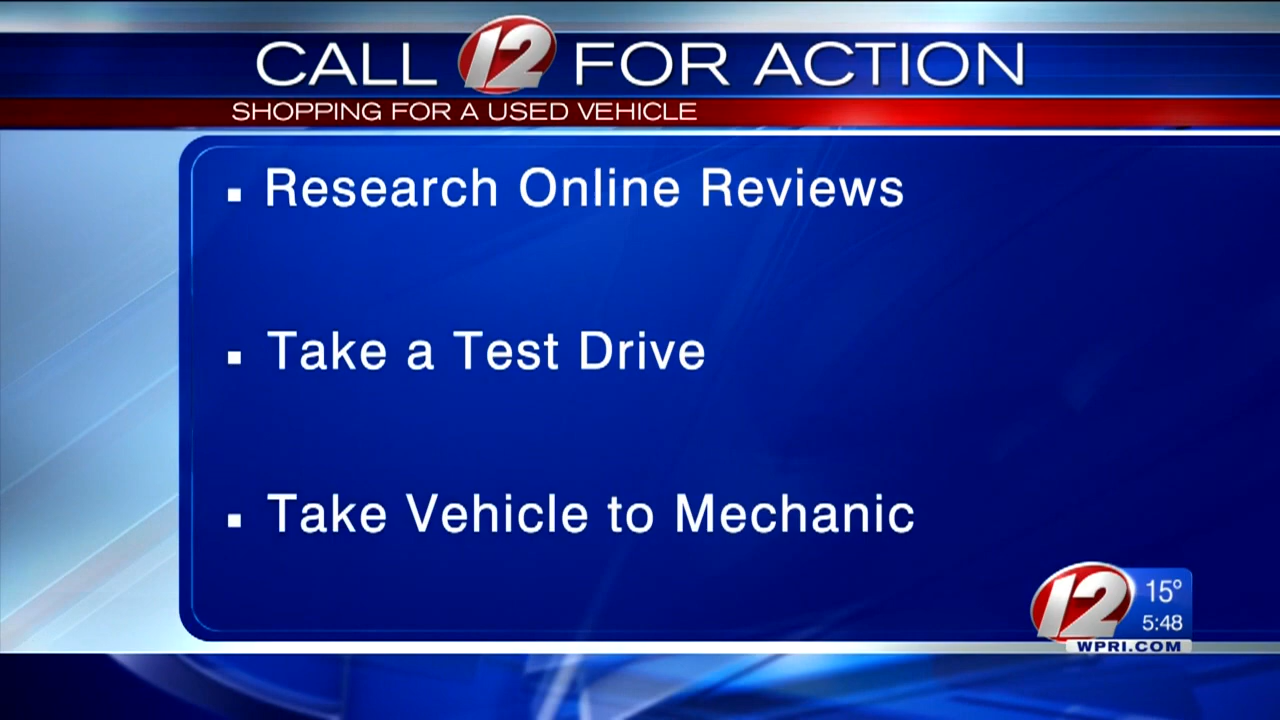 CALL 12 FOR ACTION
SHOPPING FOR A USED VEHICLE
▪ Research Online Reviews
▪ Take a Test Drive
▪ Take Vehicle to Mechanic
12
15°
5:48
WPRI.COM